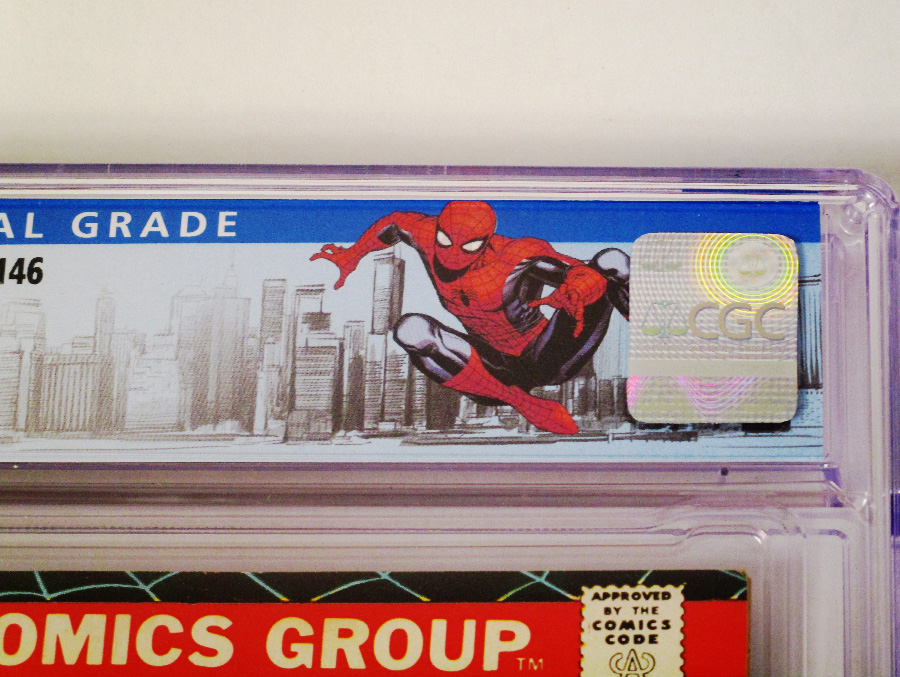 AL GRADE
146
CGC
OMICS GROUP TM
APPROVED
BY THE
COMICS
CODE